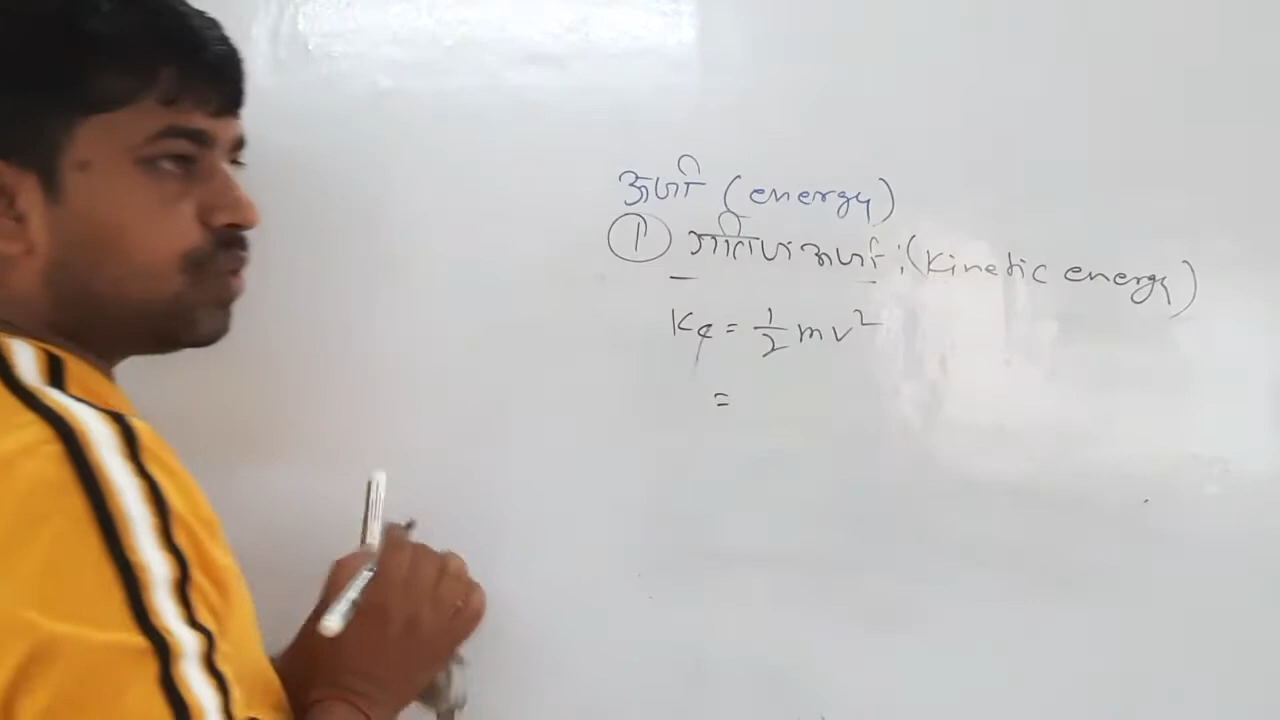 ऊर्जा (energy)
① गतिज ऊर्जा : (Kinetic energy)
Ke = 1/2 mv²
=